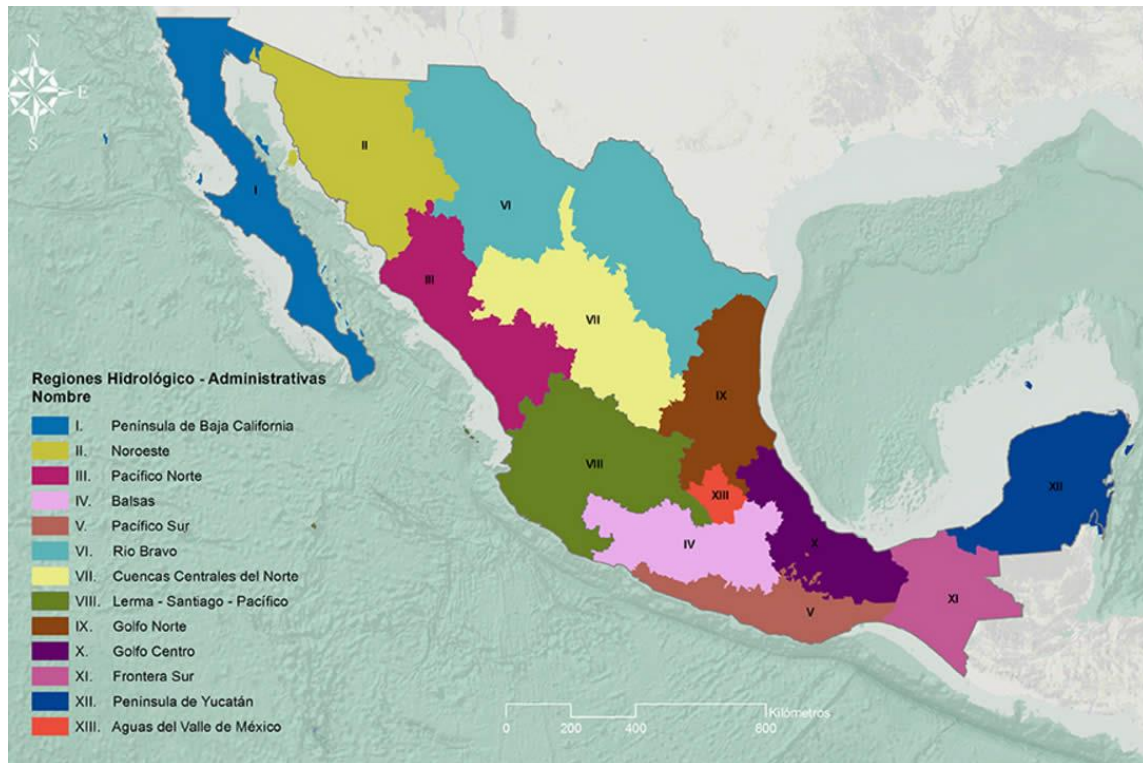 N
E
S
I
II
III
VI
VII
IX
VIII
XIII
IV
X
V
XI
XII
Regiones Hidrológico - Administrativas
Nombre
I. Península de Baja California
II. Noroeste
III. Pacífico Norte
IV. Balsas
V. Pacífico Sur
VI. Río Bravo
VII. Cuencas Centrales del Norte
VIII. Lerma - Santiago - Pacífico
IX. Golfo Norte
X. Golfo Centro
XI. Frontera Sur
XII. Península de Yucatán
XIII. Aguas del Valle de México
Kilómetros
0 200 400 800